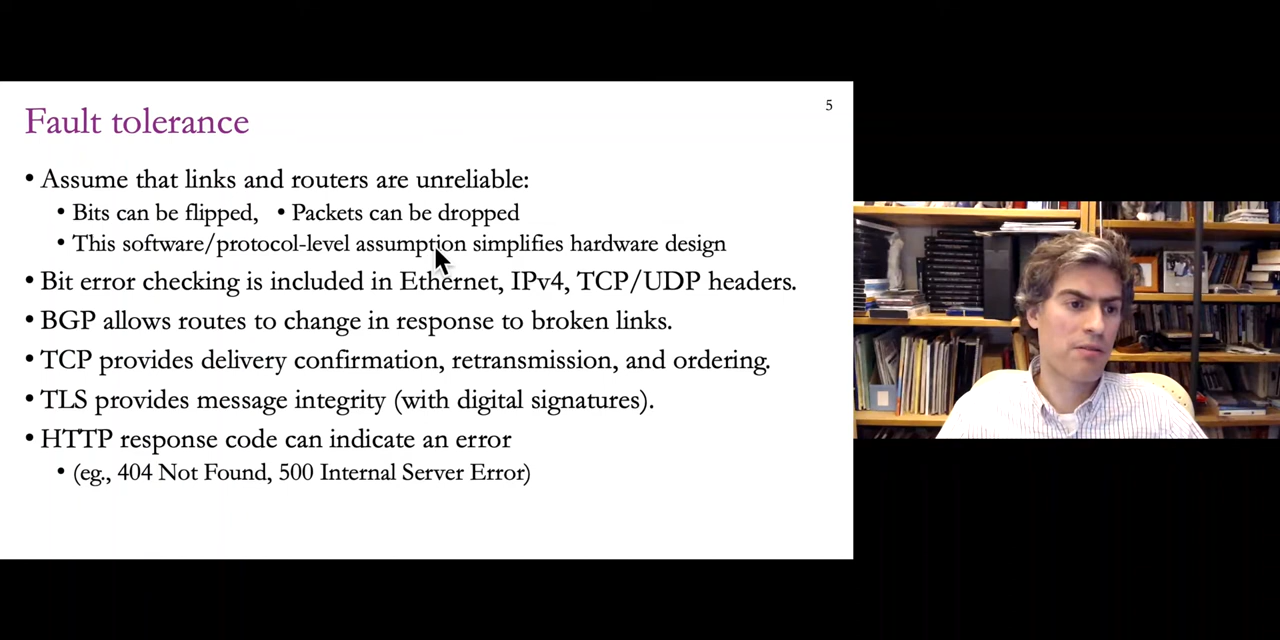 5
Fault tolerance
• Assume that links and routers are unreliable:
• Bits can be flipped, • Packets can be dropped
• This software/protocol-level assumption simplifies hardware design
• Bit error checking is included in Ethernet, IPv4, TCP/UDP headers.
• BGP allows routes to change in response to broken links.
• TCP provides delivery confirmation, retransmission, and ordering.
• TLS provides message integrity (with digital signatures).
• HTTP response code can indicate an error
• (eg., 404 Not Found, 500 Internal Server Error)